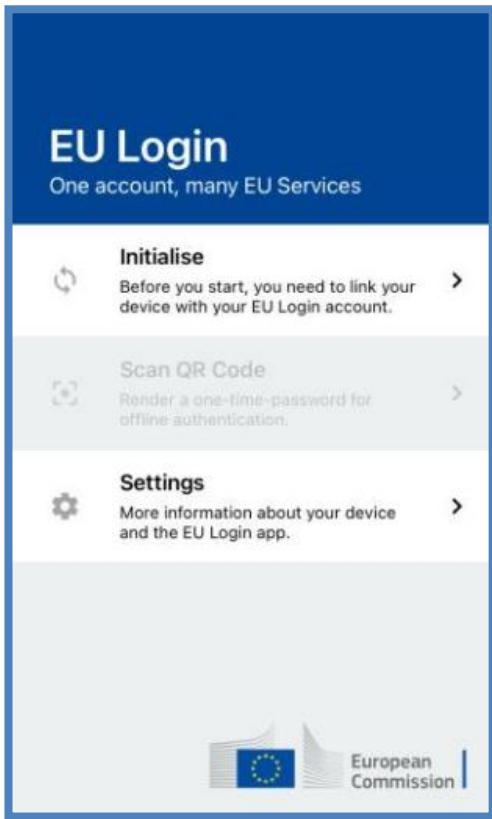 EU Login
One account, many EU Services
Initialise
Before you start, you need to link your
device with your EU Login account.
Scan QR Code
Render a one-time-password for
offline authentication.
Settings
More information about your device
and the EU Login app.
European
Commission